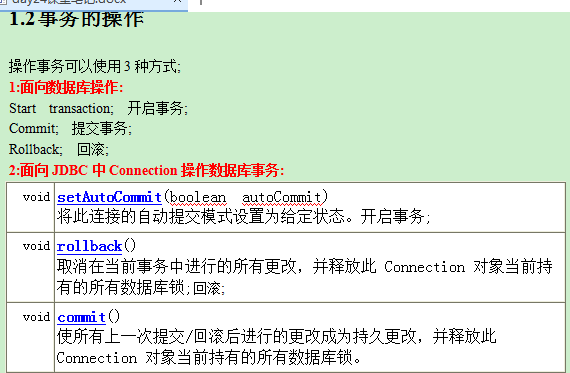 day24课堂笔记.docx
1.2事务的操作
操作事务可以使用3种方式;
1:面向数据库操作:
Start transaction; 开启事务;
Commit; 提交事务;
Rollback; 回滚;
2:面向 JDBC 中 Connection 操作数据库事务:
void setAutoCommit(boolean autoCommit)
将此连接的自动提交模式设置为给定状态。开启事务;
void rollback()
取消在当前事务中进行的所有更改，并释放此 Connection 对象当前持
有的所有数据库锁;回滚;
void commit()
使所有上一次提交/回滚后进行的更改成为持久更改，并释放此
Connection 对象当前持有的所有数据库锁。